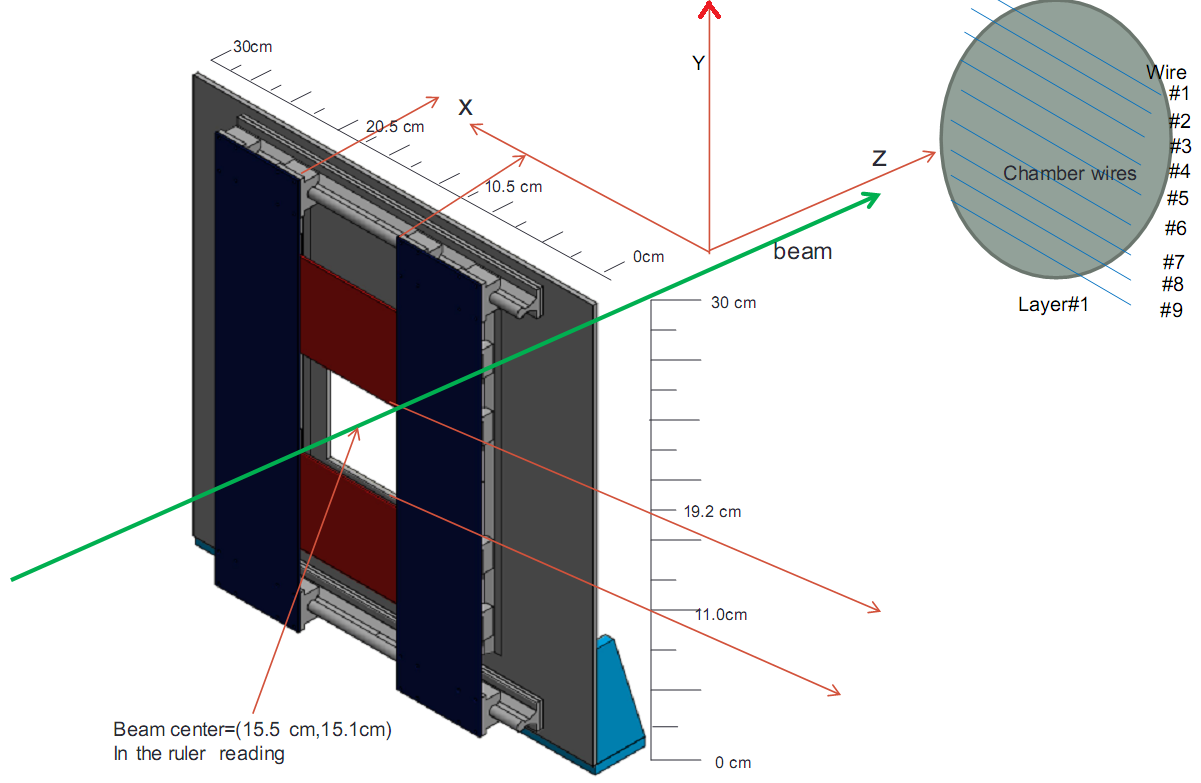 30cm
20.5 cm
10.5 cm
0cm
X
Y
Z
beam
Wire
#1
#2
#3
#4
#5
#6
#7
#8
#9
Chamber wires
Layer#1
30 cm
19.2 cm
11.0cm
0 cm
Beam center=(15.5 cm,15.1cm)
In the ruler reading